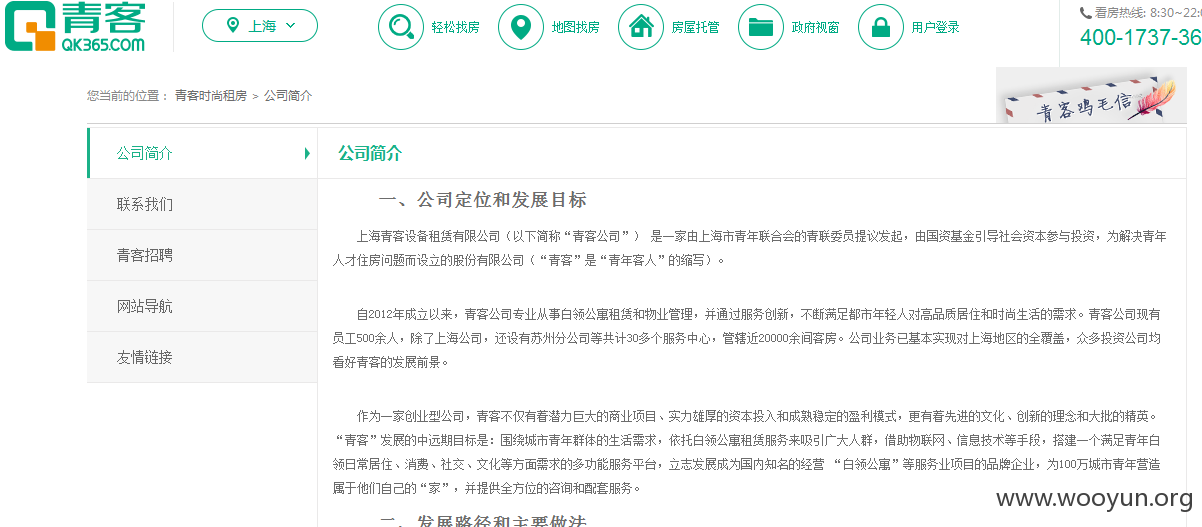 青客
QK365.COM
上海
轻松找房
地图找房
房屋托管
政府视窗
用户登录
看房热线: 8:30~22:
400-1737-36
您当前的位置： 青客时尚租房 > 公司简介
青客鸡毛信
公司简介
联系我们
青客招聘
网站导航
友情链接
公司简介
一、公司定位和发展目标
上海青客设备租赁有限公司（以下简称“青客公司”） 是一家由上海市青年联合会的青联委员提议发起，由国资基金引导社会资本参与投资，为解决青年
人才住房问题而设立的股份有限公司（“青客”是“青年客人”的缩写）。
自2012年成立以来，青客公司专业从事白领公寓租赁和物业管理，并通过服务创新，不断满足都市年轻人对高品质居住和时尚生活的需求。青客公司现有
员工500余人，除了上海公司，还设有苏州分公司等共计30多个服务中心，管辖近20000余间客房。公司业务已基本实现对上海地区的全覆盖，众多投资公司均
看好青客的发展前景。
作为一家创业型公司，青客不仅有着潜力巨大的商业项目、实力雄厚的资本投入和成熟稳定的盈利模式，更有着先进的文化、创新的理念和大批的精英。
“青客”发展的中远期目标是：围绕城市青年群体的生活需求，依托白领公寓租赁服务来吸引广大人群，借助物联网、信息技术等手段，搭建一个满足青年白
领日常居住、消费、社交、文化等方面需求的多功能服务平台，立志发展成为国内知名的经营 “白领公寓”等服务业项目的品牌企业，为100万城市青年营造
属于他们自己的“家”，并提供全方位的咨询和配套服务。
www.wooyun.org
二、发展路径和主要做法